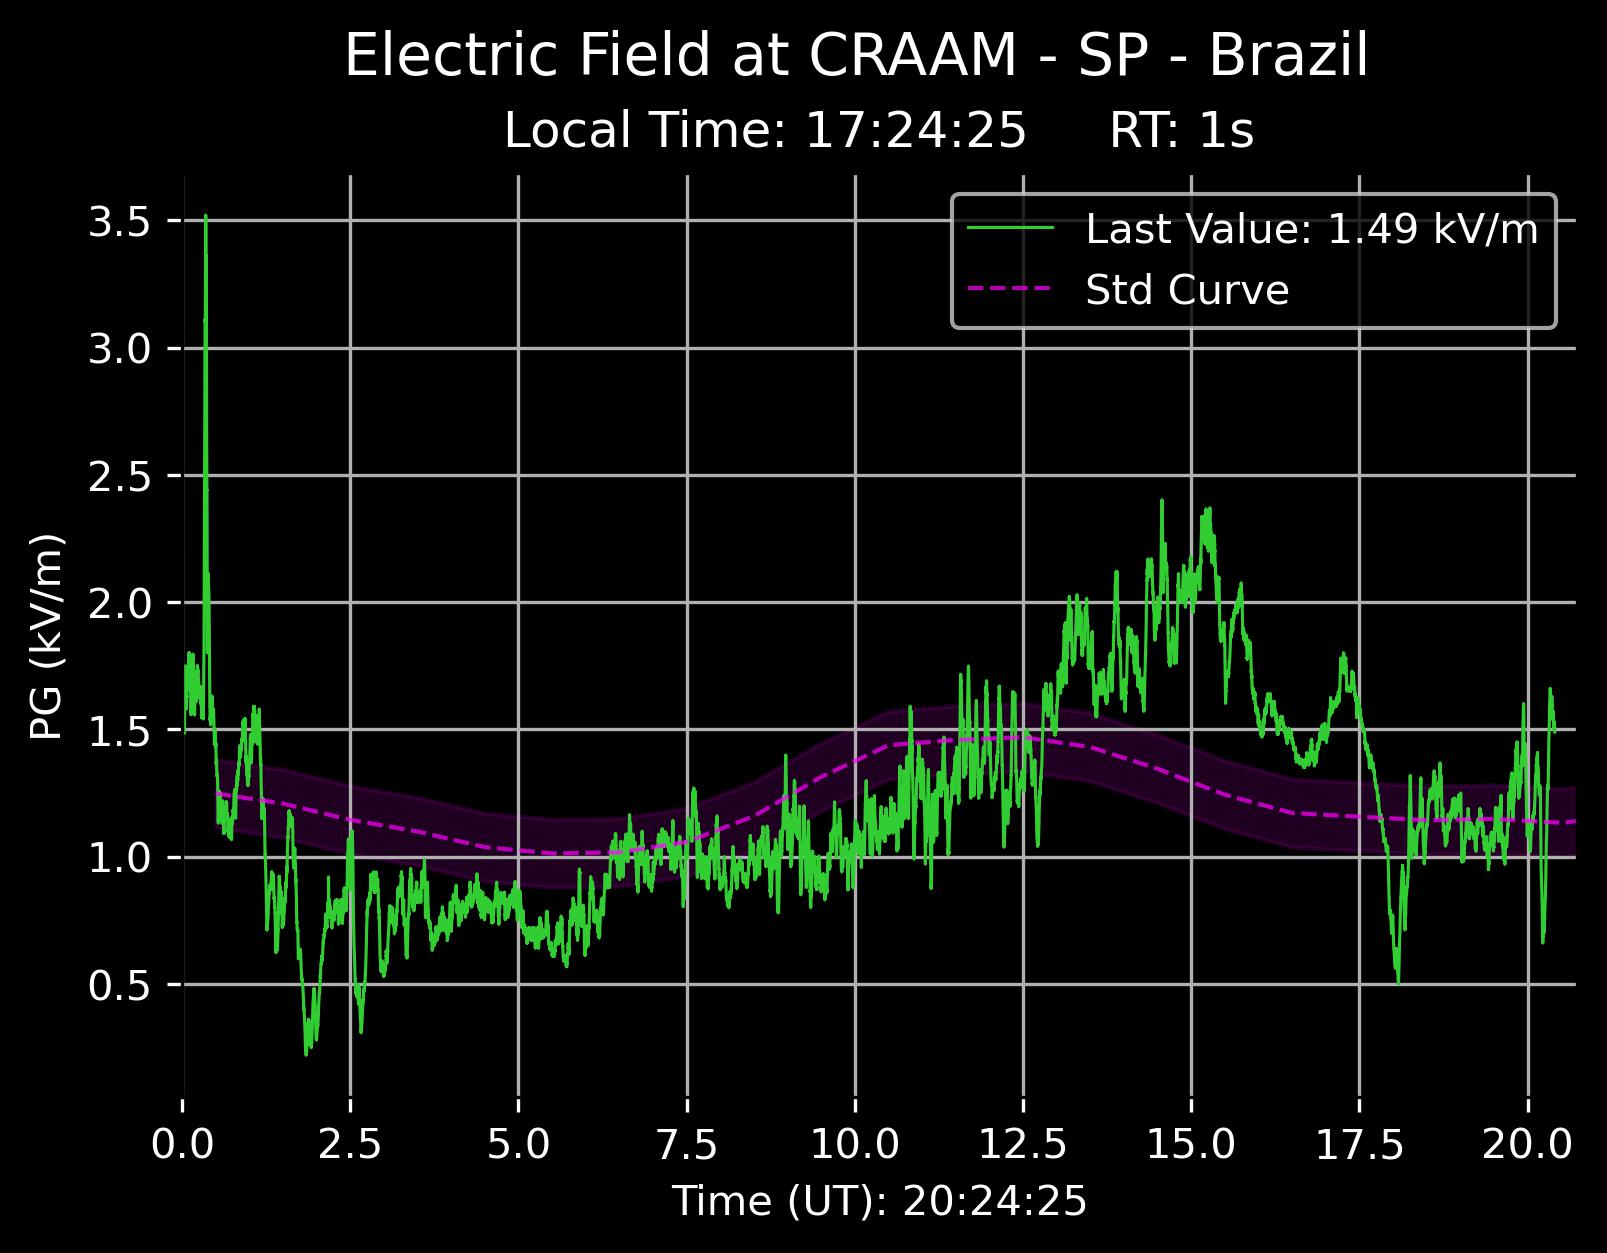 Electric Field at CRAAM - SP - Brazil
Local Time: 17:24:25 RT: 1s
Last Value: 1.49 kV/m
Std Curve
PG (kV/m)
3.5
3.0
2.5
2.0
1.5
1.0
0.5
0.0 2.5 5.0 7.5 10.0 12.5 15.0 17.5 20.0
Time (UT): 20:24:25